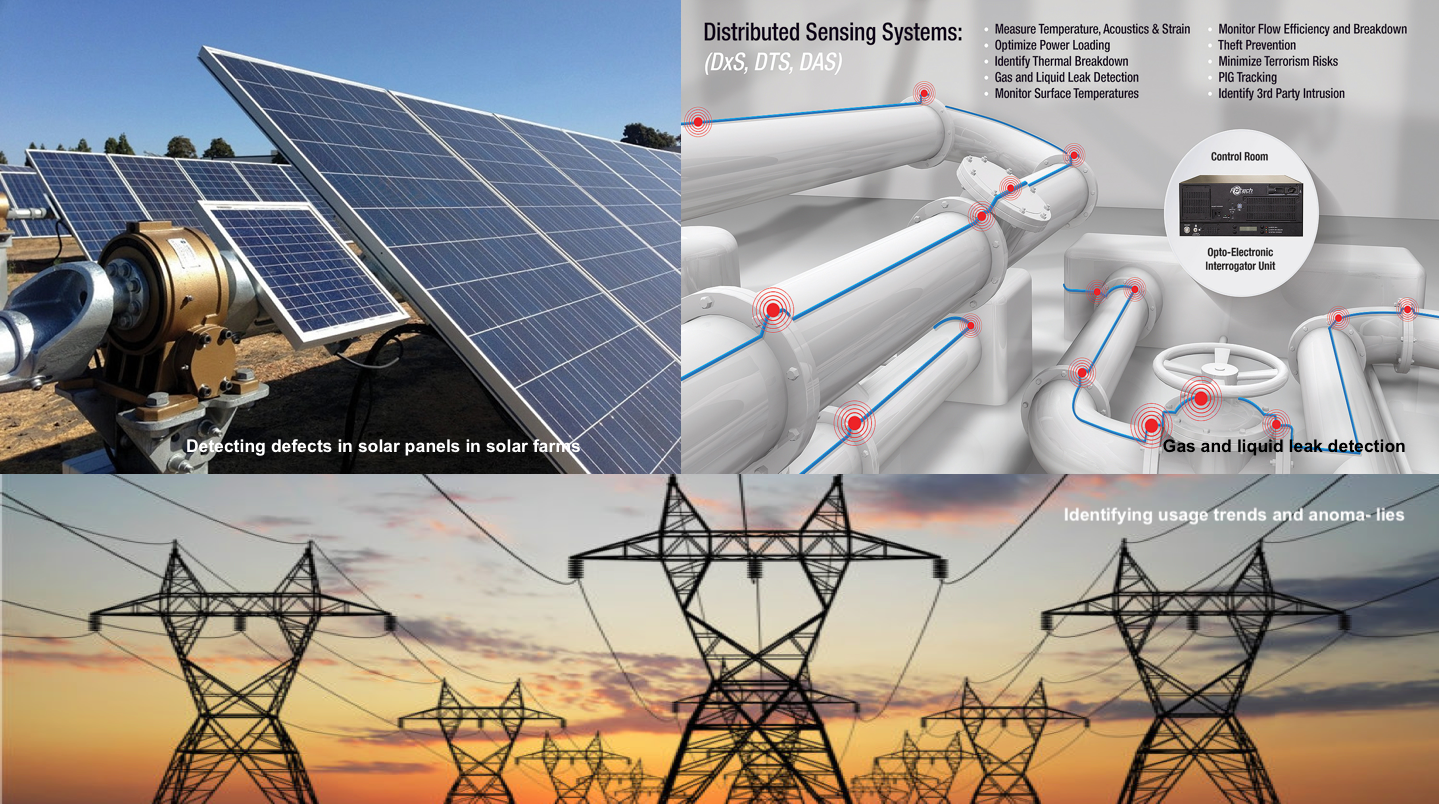 Distributed Sensing Systems:
(DxS, DTS, DAS)
Measure Temperature, Acoustics & Strain
Optimize Power Loading
Identify Thermal Breakdown
Gas and Liquid Leak Detection
Monitor Surface Temperatures
Monitor Flow Efficiency and Breakdown
Theft Prevention
Minimize Terrorism Risks
PIG Tracking
Identify 3rd Party Intrusion
Control Room
Opto-Electronic
Interrogator Unit
Detecting defects in solar panels in solar farms
Gas and liquid leak detection
Identifying usage trends and anoma- lies